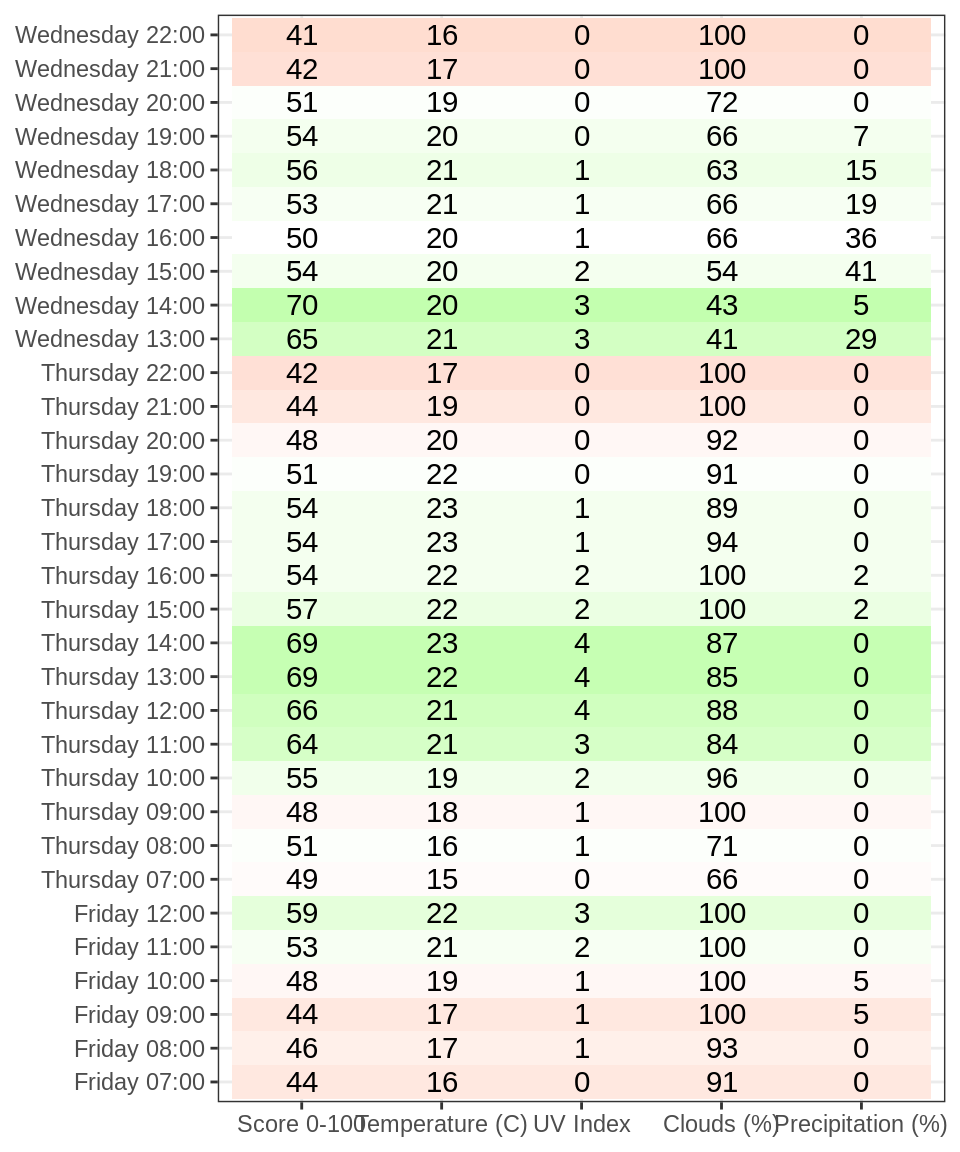 Wednesday 22:00 41 16 0 100 0
Wednesday 21:00 42 17 0 100 0
Wednesday 20:00 51 19 0 72 0
Wednesday 19:00 54 20 0 66 7
Wednesday 18:00 56 21 1 63 15
Wednesday 17:00 53 21 1 66 19
Wednesday 16:00 50 20 1 66 36
Wednesday 15:00 54 20 2 54 41
Wednesday 14:00 70 20 3 43 5
Wednesday 13:00 65 21 3 41 29
Thursday 22:00 42 17 0 100 0
Thursday 21:00 44 19 0 100 0
Thursday 20:00 48 20 0 92 0
Thursday 19:00 51 22 0 91 0
Thursday 18:00 54 23 1 89 0
Thursday 17:00 54 23 1 94 0
Thursday 16:00 54 22 2 100 2
Thursday 15:00 57 22 2 100 2
Thursday 14:00 69 23 4 87 0
Thursday 13:00 69 22 4 85 0
Thursday 12:00 66 21 4 88 0
Thursday 11:00 64 21 3 84 0
Thursday 10:00 55 19 2 96 0
Thursday 09:00 48 18 1 100 0
Thursday 08:00 51 16 1 71 0
Thursday 07:00 49 15 0 66 0
Friday 12:00 59 22 3 100 0
Friday 11:00 53 21 2 100 0
Friday 10:00 48 19 1 100 5
Friday 09:00 44 17 1 100 5
Friday 08:00 46 17 1 93 0
Friday 07:00 44 16 0 91 0
Score 0-100 Temperature (C) UV Index Clouds (%) Precipitation (%)